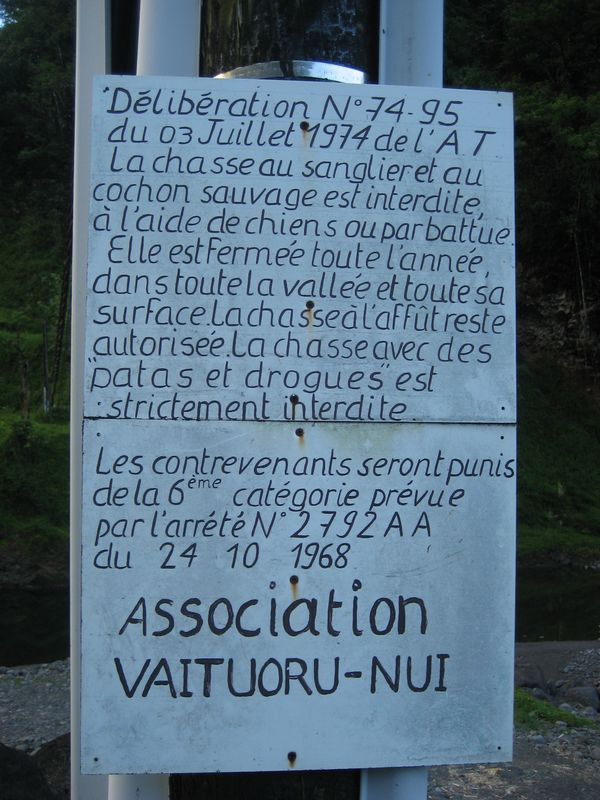 Délibération N° 74-95
du 03 Juillet 1974 de l'A T
La chasse au sanglier et au
cochon sauvage est interdite,
à l'aide de chiens ou par battue.
Elle est fermeé toute l'année,
dans toute la vallée et toute sa
surface. La chasse à l'affût reste
autorisée. La chasse avec des
"patas et drogues" est
strictement interdite.
Les contrevenants seront punis
de la 6ème catégorie prévue
par l'arrété N° 2792 A A
du 24 10 1968
ASSOCiATiON
VAITUORU-NUI